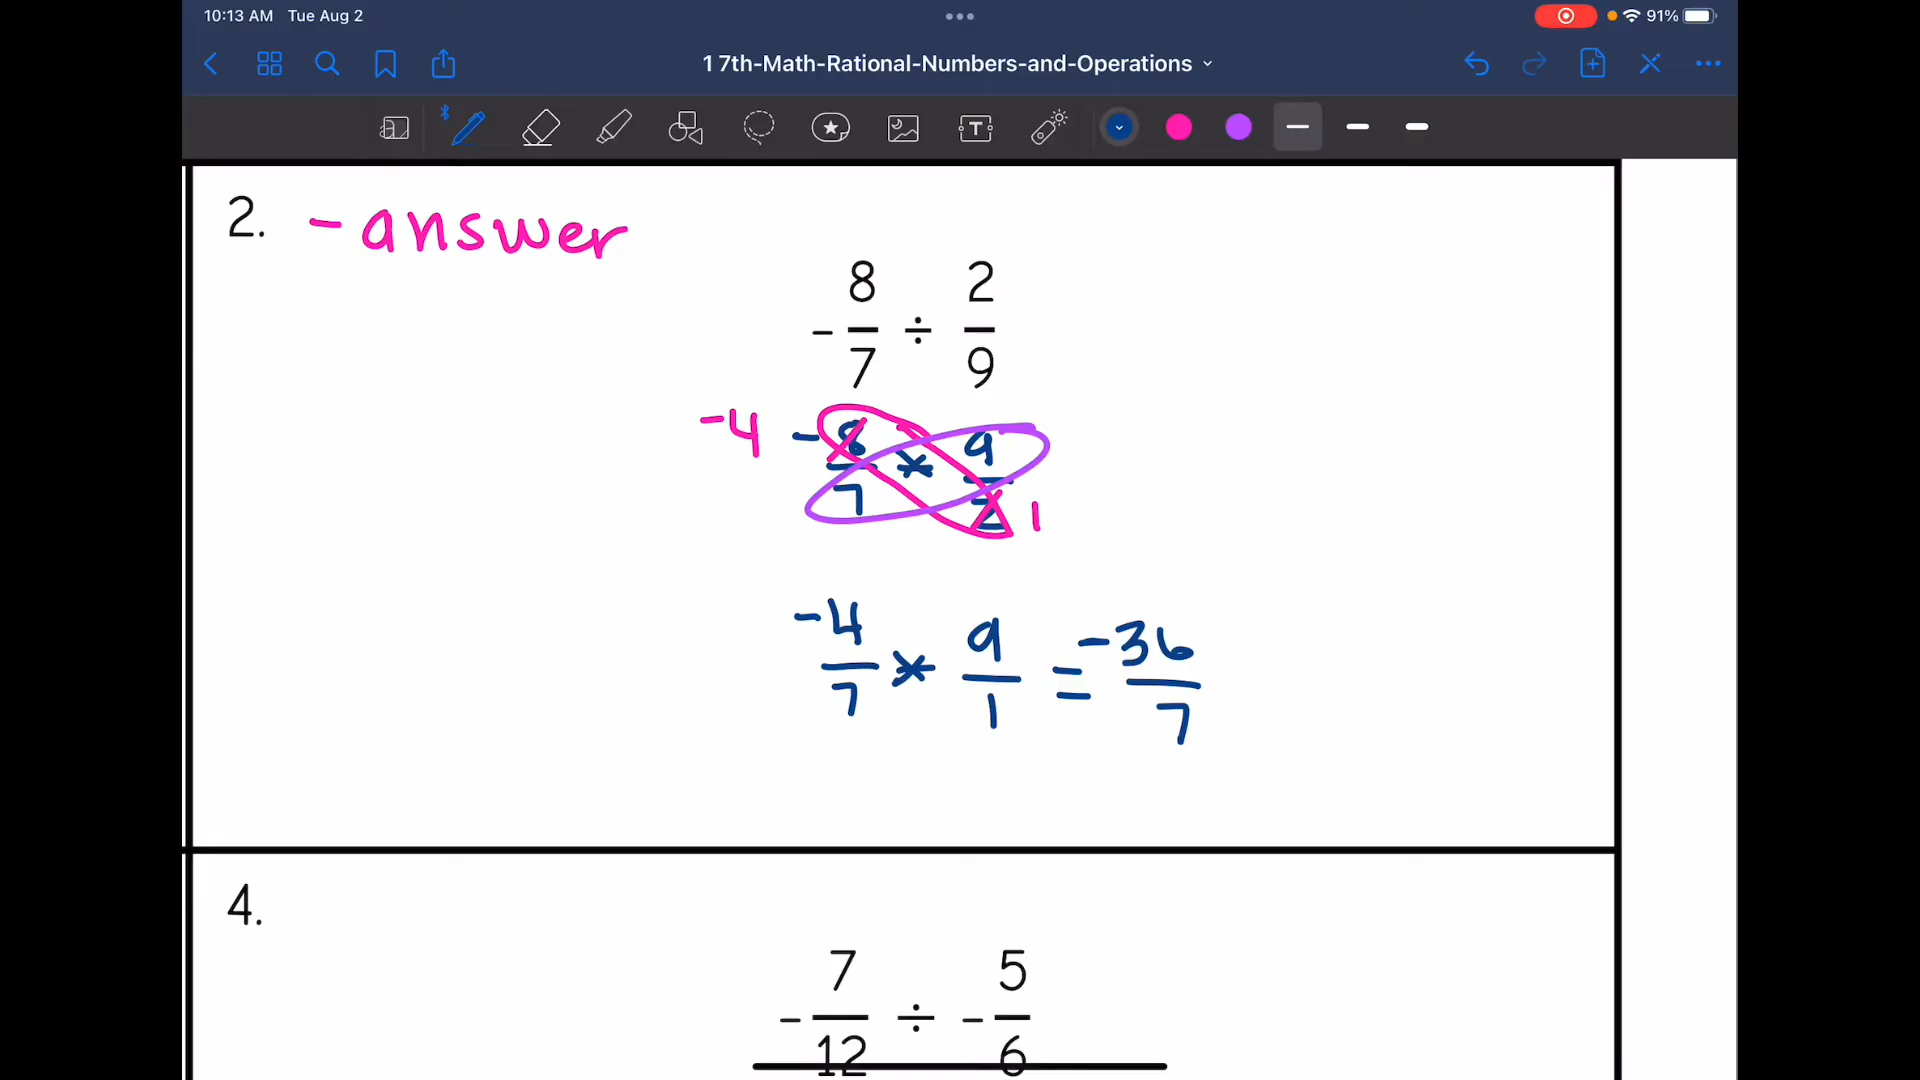 10:13 AM Tue Aug 2
91%
1 7th-Math-Rational-Numbers-and-Operations
2. - answer
- 8/7 ÷ 2/9
-4 - 8/7 * 9/2 1
-4/7 * 9/1 = -36/7
4.
- 7/12 ÷ - 5/6